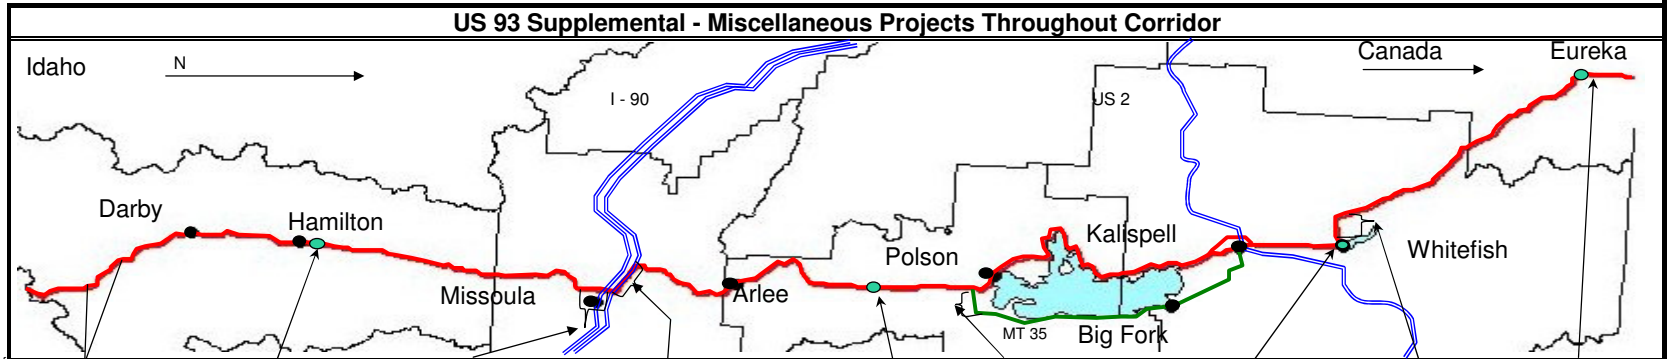 US 93 Supplemental - Miscellaneous Projects Throughout Corridor
Idaho
N
Canada
Eureka
I - 90
US 2
Darby
Hamilton
Polson
Kalispell
Whitefish
Missoula
Arlee
MT 35
Big Fork